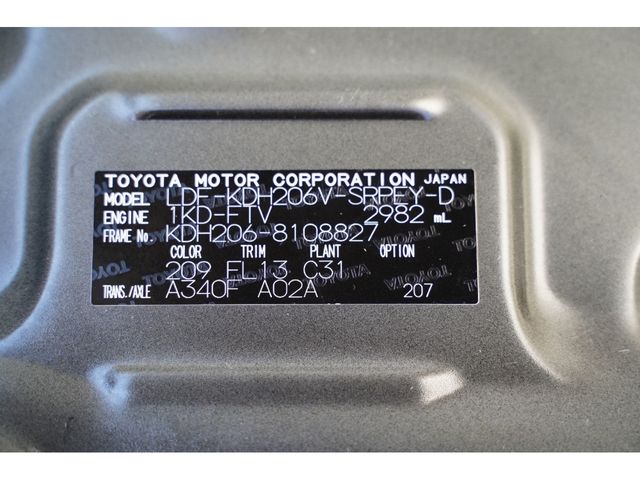 TOYOTA MOTOR CORPORATION JAPAN
MODEL LDF-KDH206V-SRPEY-D
ENGINE 1KD-FTV 2982 mL
FRAME No. KDH206-8108827
COLOR TRIM PLANT OPTION
209 FL13 C31
TRANS./AXLE A340F A02A 207